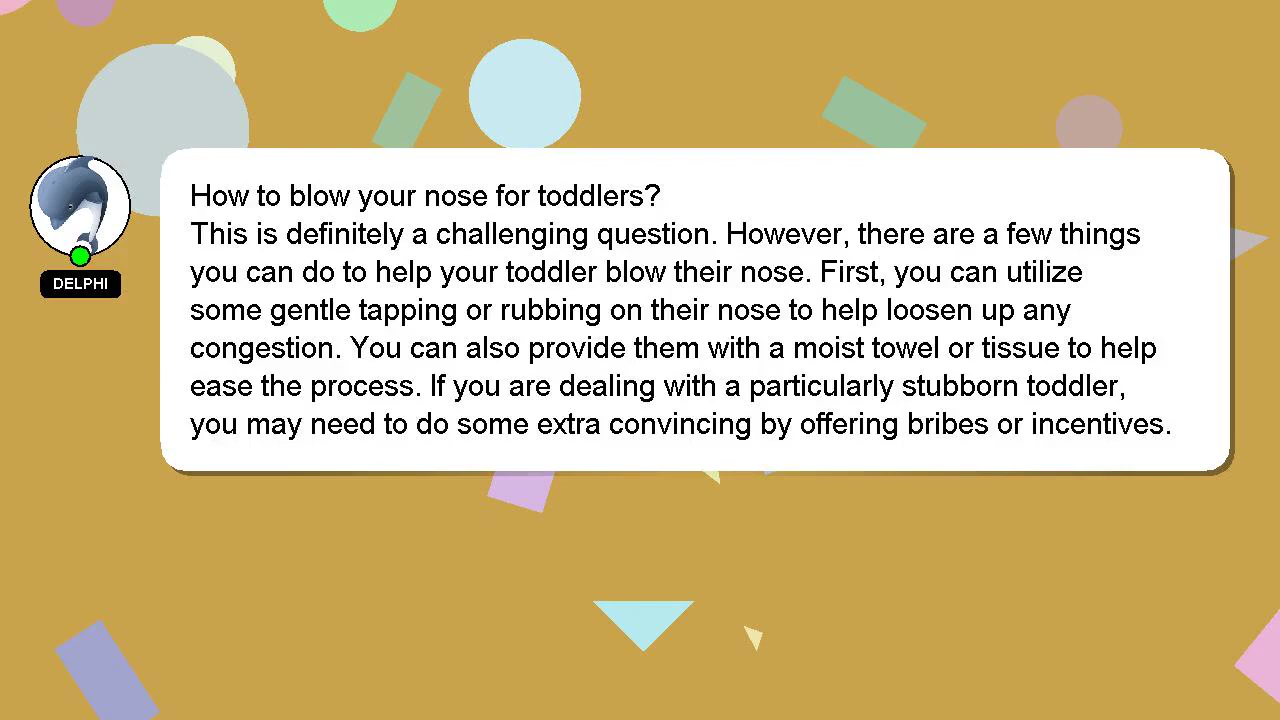 How to blow your nose for toddlers?
This is definitely a challenging question. However, there are a few things
you can do to help your toddler blow their nose. First, you can utilize
some gentle tapping or rubbing on their nose to help loosen up any
congestion. You can also provide them with a moist towel or tissue to help
ease the process. If you are dealing with a particularly stubborn toddler,
you may need to do some extra convincing by offering bribes or incentives.
DELPHI